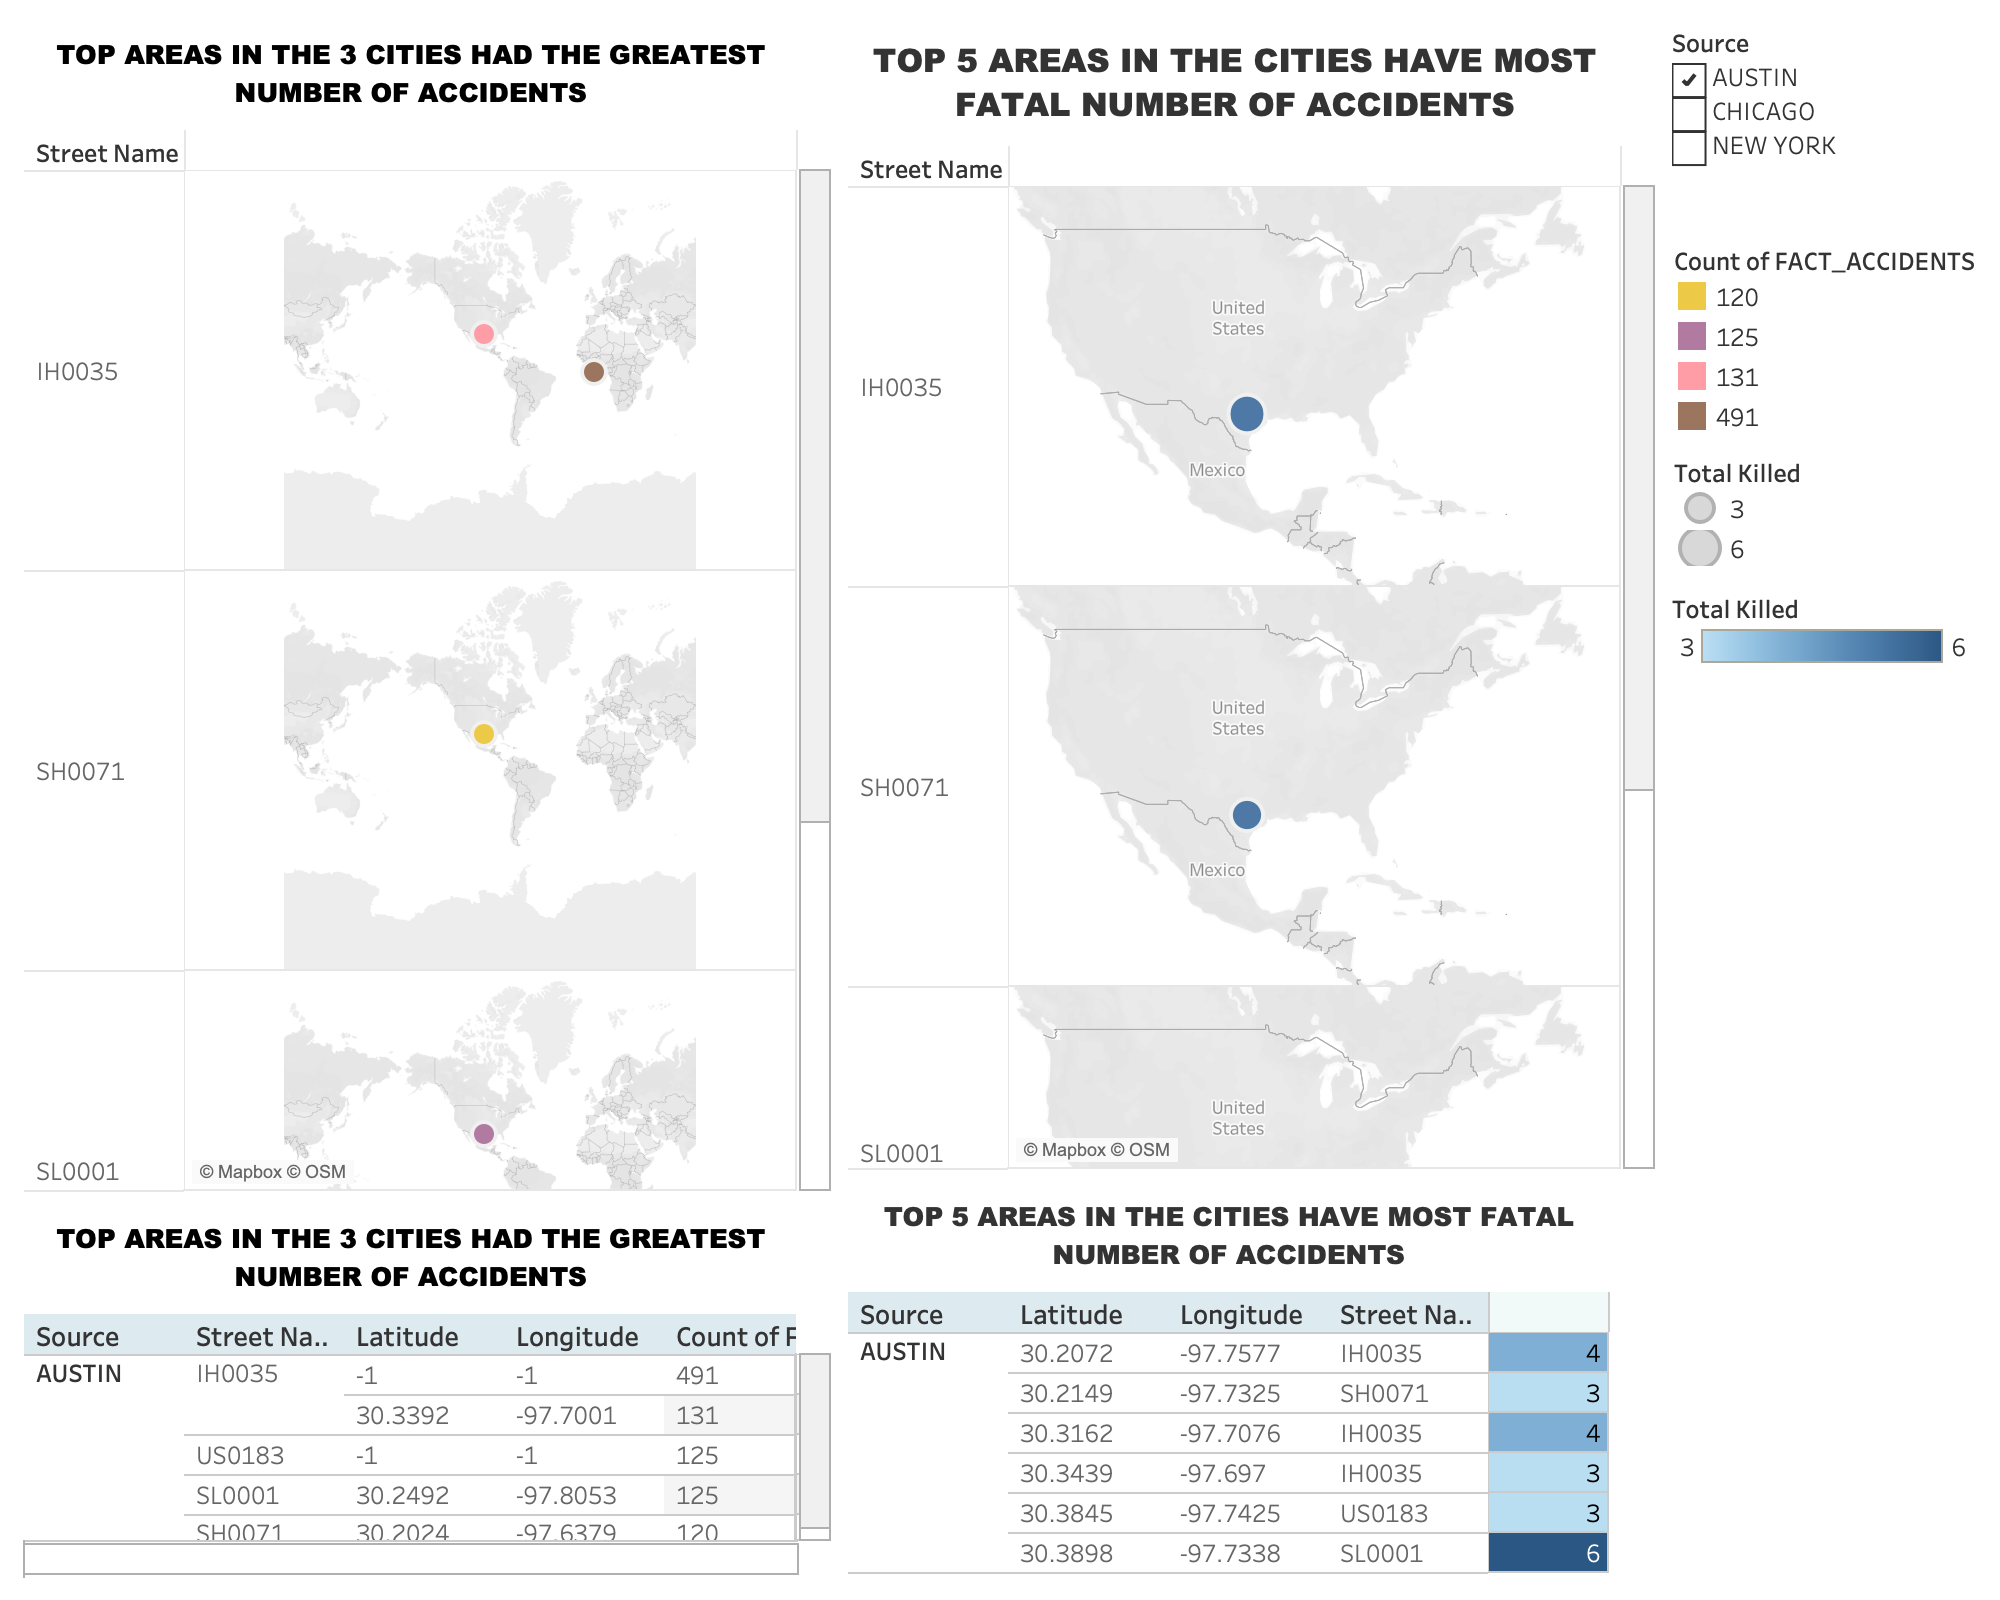 TOP AREAS IN THE 3 CITIES HAD THE GREATEST
NUMBER OF ACCIDENTS
Street Name
IH0035
SH0071
SL0001
© Mapbox © OSM
TOP 5 AREAS IN THE CITIES HAVE MOST
FATAL NUMBER OF ACCIDENTS
Street Name
IH0035
United
States
Mexico
SH0071
United
States
Mexico
SL0001
United
States
© Mapbox © OSM
Source
AUSTIN
CHICAGO
NEW YORK
Count of FACT_ACCIDENTS
120
125
131
491
Total Killed
3
6
Total Killed
3 6
TOP AREAS IN THE 3 CITIES HAD THE GREATEST
NUMBER OF ACCIDENTS
Source Street Na.. Latitude Longitude Count of F
AUSTIN IH0035 -1 -1 491
30.3392 -97.7001 131
US0183 -1 -1 125
SL0001 30.2492 -97.8053 125
SH0071 30.2024 -97.6379 120
TOP 5 AREAS IN THE CITIES HAVE MOST FATAL
NUMBER OF ACCIDENTS
Source Latitude Longitude Street Na..
AUSTIN 30.2072 -97.7577 IH0035 4
30.2149 -97.7325 SH0071 3
30.3162 -97.7076 IH0035 4
30.3439 -97.697 IH0035 3
30.3845 -97.7425 US0183 3
30.3898 -97.7338 SL0001 6